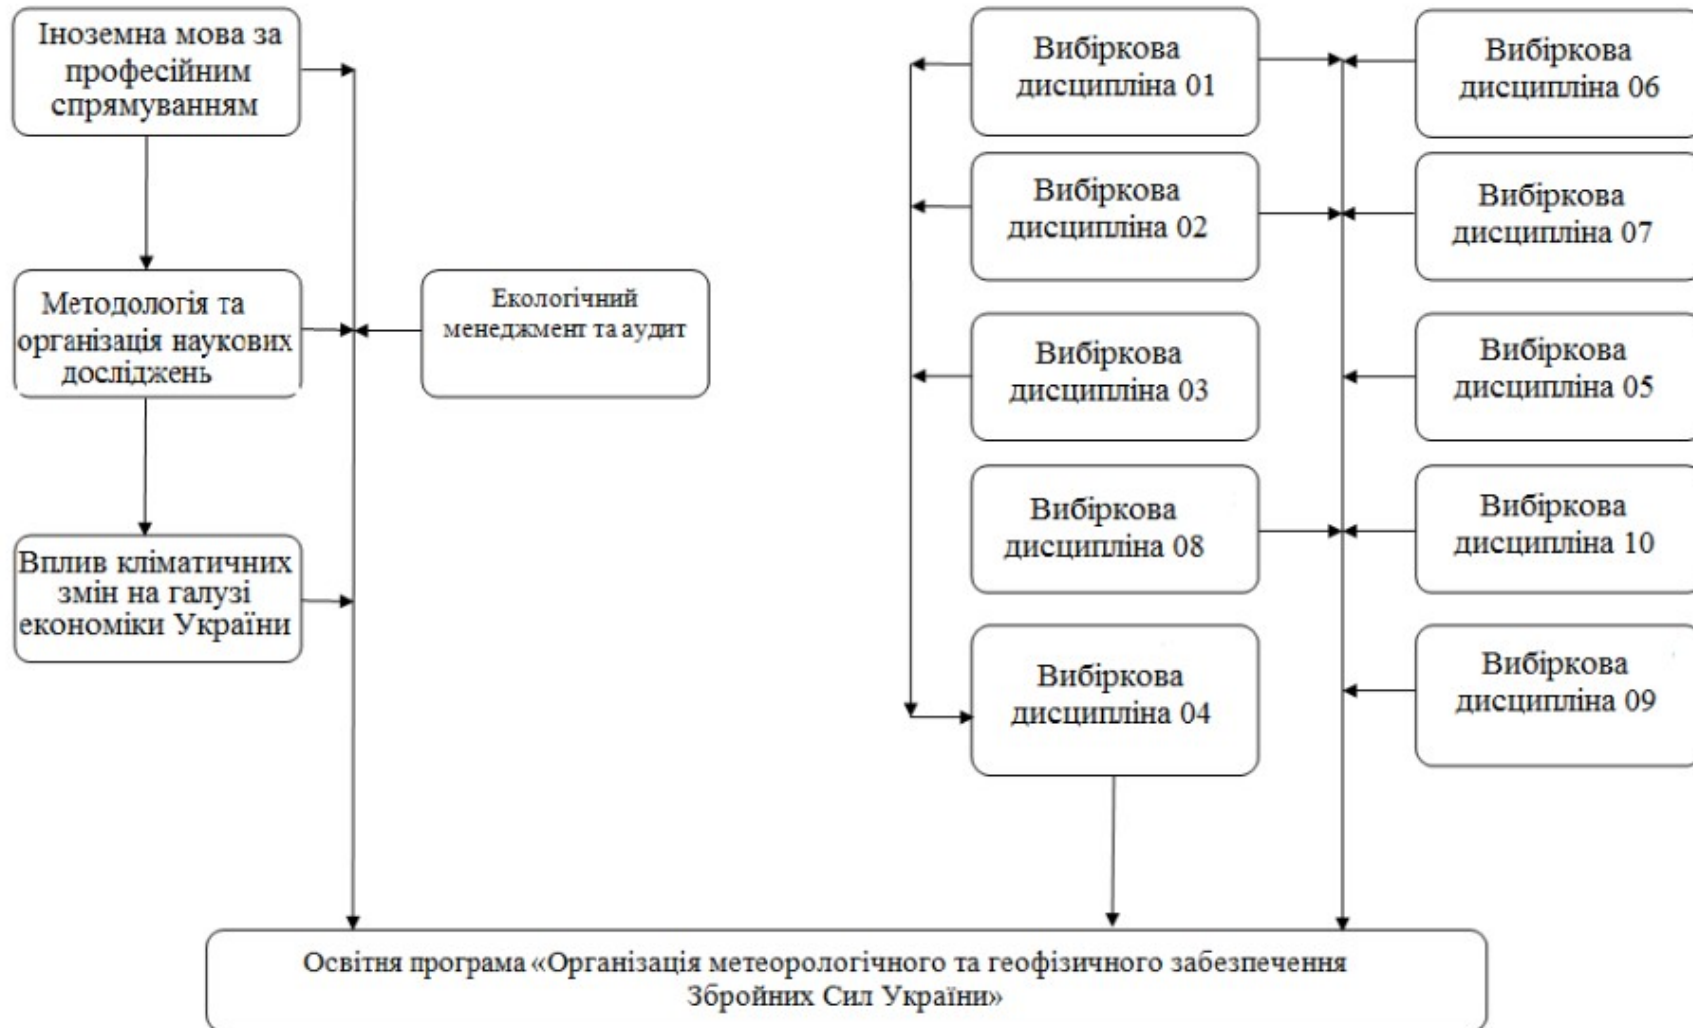 Іноземна мова за
професійним
спрямуванням
Методологія та
організація наукових
досліджень
Вплив кліматичних
змін на галузі
економіки України
Екологічний
менеджмент та аудит
Вибіркова
дисципліна 01
Вибіркова
дисципліна 02
Вибіркова
дисципліна 03
Вибіркова
дисципліна 08
Вибіркова
дисципліна 04
Вибіркова
дисципліна 06
Вибіркова
дисципліна 07
Вибіркова
дисципліна 05
Вибіркова
дисципліна 10
Вибіркова
дисципліна 09
Освітня програма «Організація метеорологічного та геофізичного забезпечення
Збройних Сил України»